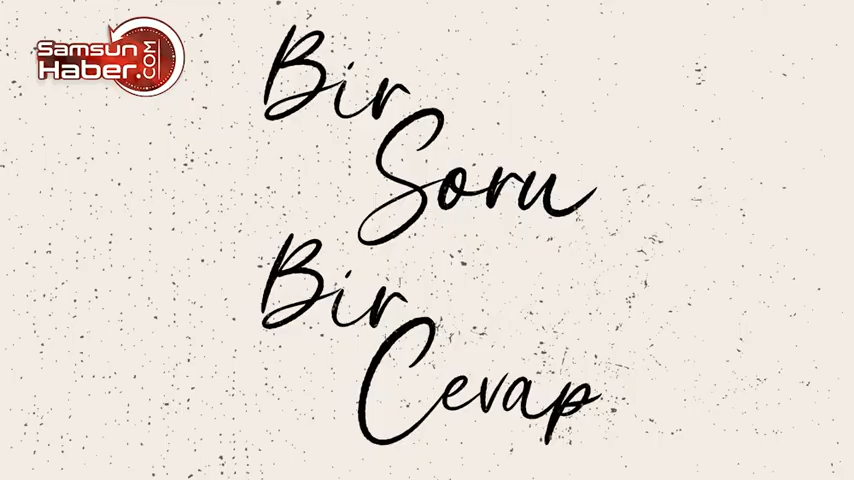 Samsun
Haber.COM
Bir
Soru
Bir
Cevap